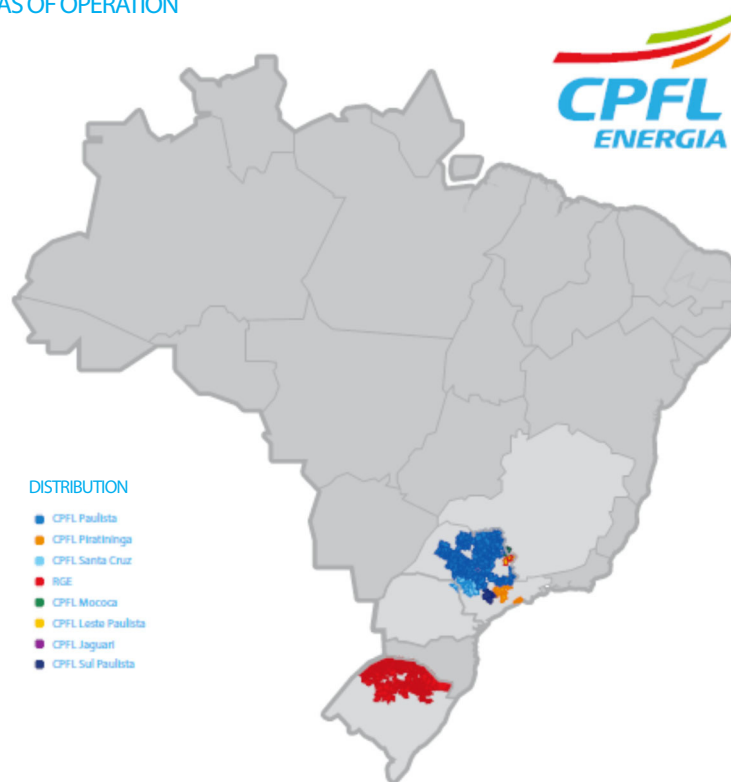 AS OF OPERATION
CPFL
ENERGIA
DISTRIBUTION
CPFL Paulista
CPFL Piratininga
CPFL Santa Cruz
RGE
CPFL Mococa
CPFL Leste Paulista
CPFL Jaguari
CPFL Sul Paulista